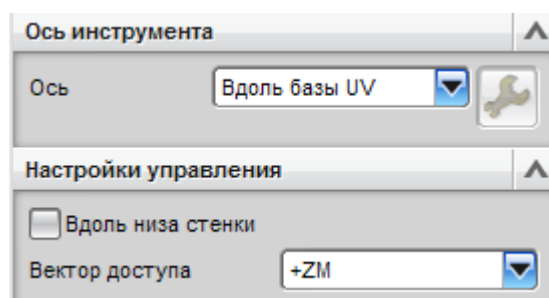 Ось инструмента
Ось Вдоль базы UV
Настройки управления
Вдоль низа стенки
Вектор доступа +ZM